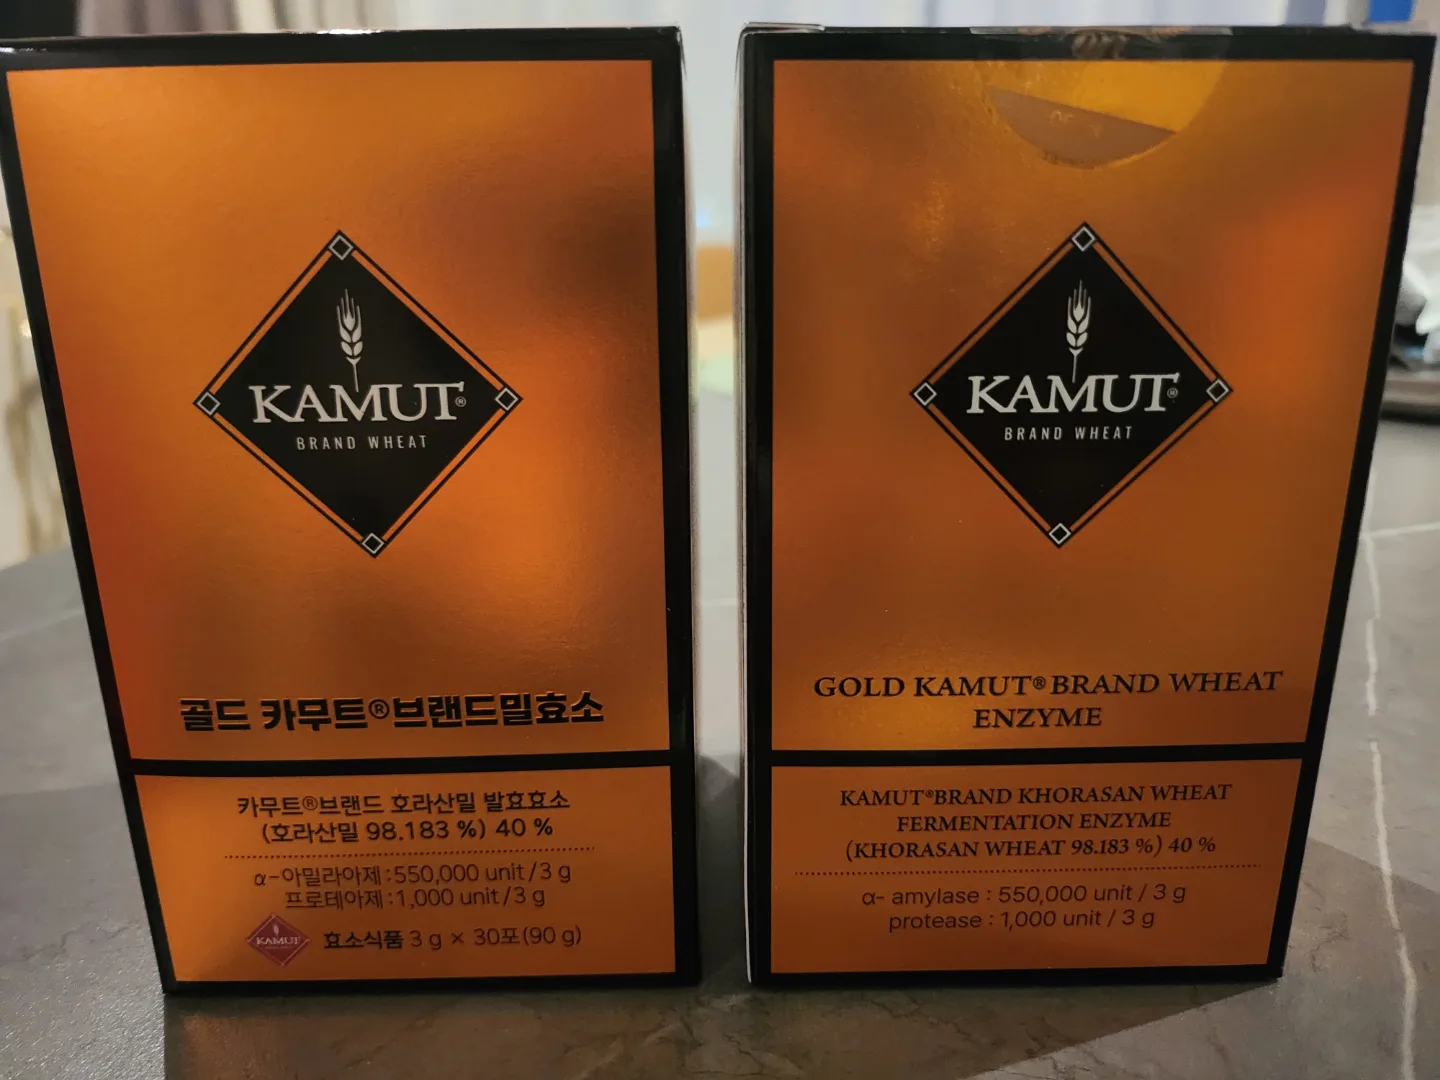 KAMUT®
BRAND WHEAT
골드 카무트®브랜드밀효소
카무트®브랜드 호라산밀 발효효소
(호라산밀 98.183 %) 40 %
α-아밀라아제 : 550,000 unit / 3 g
프로테아제 : 1,000 unit / 3 g
KAMUT
효소식품 3 g × 30포(90 g)
KAMUT®
BRAND WHEAT
GOLD KAMUT® BRAND WHEAT
ENZYME
KAMUT®BRAND KHORASAN WHEAT
FERMENTATION ENZYME
(KHORASAN WHEAT 98.183 %) 40 %
α- amylase : 550,000 unit / 3 g
protease : 1,000 unit / 3 g